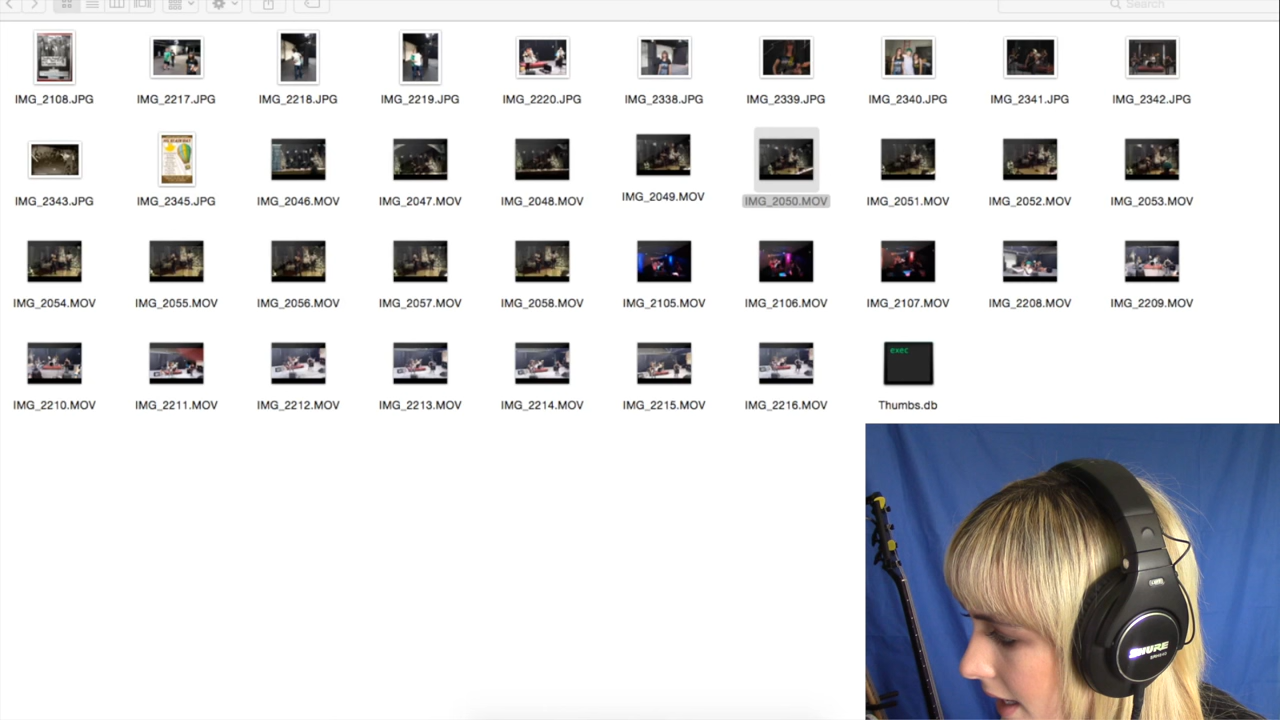 Search
IMG_2108.JPG IMG_2217.JPG IMG_2218.JPG IMG_2219.JPG IMG_2220.JPG IMG_2338.JPG IMG_2339.JPG IMG_2340.JPG IMG_2341.JPG IMG_2342.JPG
IMG_2343.JPG IMG_2345.JPG IMG_2046.MOV IMG_2047.MOV IMG_2048.MOV IMG_2049.MOV IMG_2050.MOV IMG_2051.MOV IMG_2052.MOV IMG_2053.MOV
IMG_2054.MOV IMG_2055.MOV IMG_2056.MOV IMG_2057.MOV IMG_2058.MOV IMG_2105.MOV IMG_2106.MOV IMG_2107.MOV IMG_2208.MOV IMG_2209.MOV
exec
IMG_2210.MOV IMG_2211.MOV IMG_2212.MOV IMG_2213.MOV IMG_2214.MOV IMG_2215.MOV IMG_2216.MOV Thumbs.db
SHURE